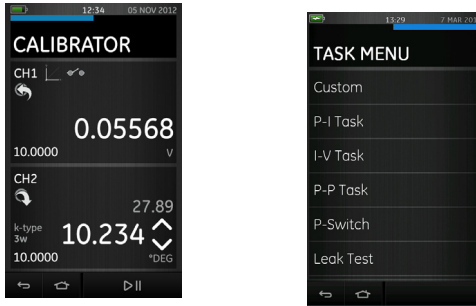 12:34 05 NOV 2012
CALIBRATOR
CH1
0.05568
10.0000 V
CH2
27.89
k-type
3w
10.234
10.0000 °DEG
13:29 7 MAR 201
TASK MENU
Custom
P-I Task
I-V Task
P-P Task
P-Switch
Leak Test